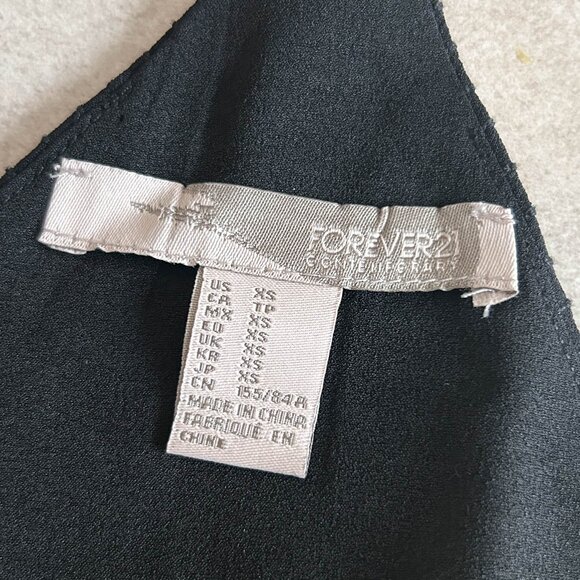 FOREVER21
CONTEMPORARY
US XS
CA TP
MX XS
EU XS
UK XS
KR XS
JP XS
CN 155/84A
MADE IN CHINA
FABRIQUÉ EN
CHINE